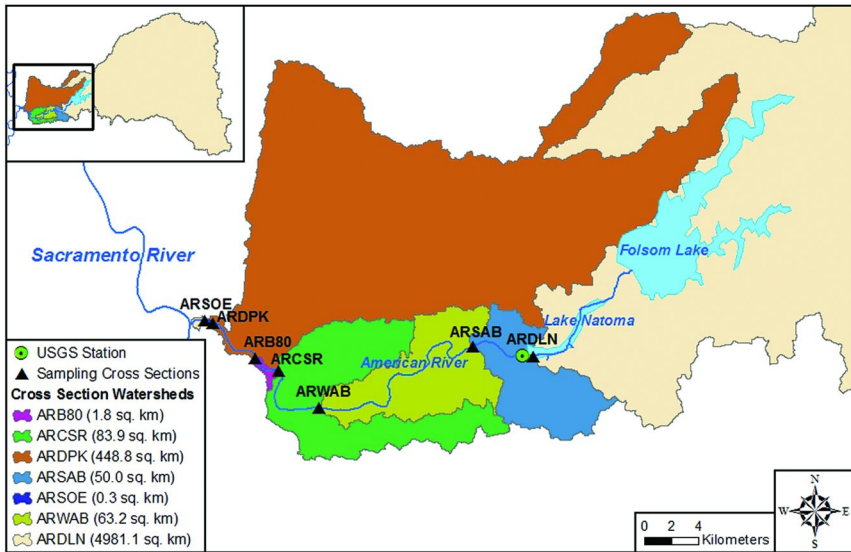 Sacramento River
Folsom Lake
Lake Natoma
American River
ARSOE
ARDPK
ARB80
ARCSR
ARWAB
ARSAB
ARDLN
USGS Station
Sampling Cross Sections
Cross Section Watersheds
ARB80 (1.8 sq. km)
ARCSR (83.9 sq. km)
ARDPK (448.8 sq. km)
ARSAB (50.0 sq. km)
ARSOE (0.3 sq. km)
ARWAB (63.2 sq. km)
ARDLN (4981.1 sq. km)
0 2 4
Kilometers
N
W E
S